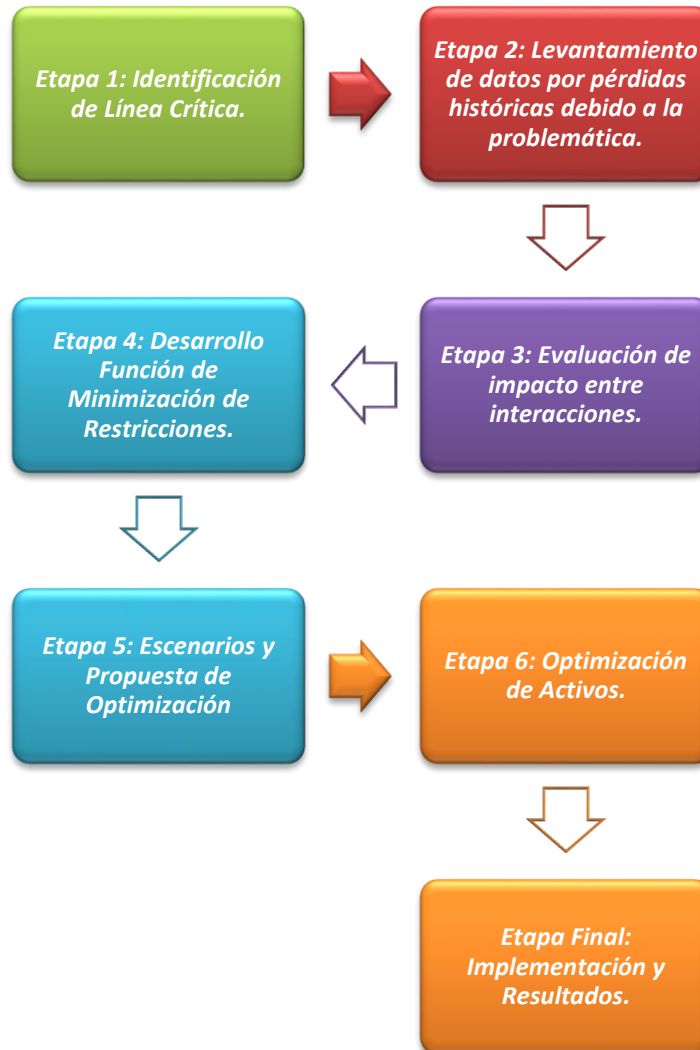 Etapa 1: Identificación
de Línea Crítica.
Etapa 2: Levantamiento
de datos por pérdidas
históricas debido a la
problemática.
Etapa 3: Evaluación de
impacto entre
interacciones.
Etapa 4: Desarrollo
Función de
Minimización de
Restricciones.
Etapa 5: Escenarios y
Propuesta de
Optimización
Etapa 6: Optimización
de Activos.
Etapa Final:
Implementación y
Resultados.